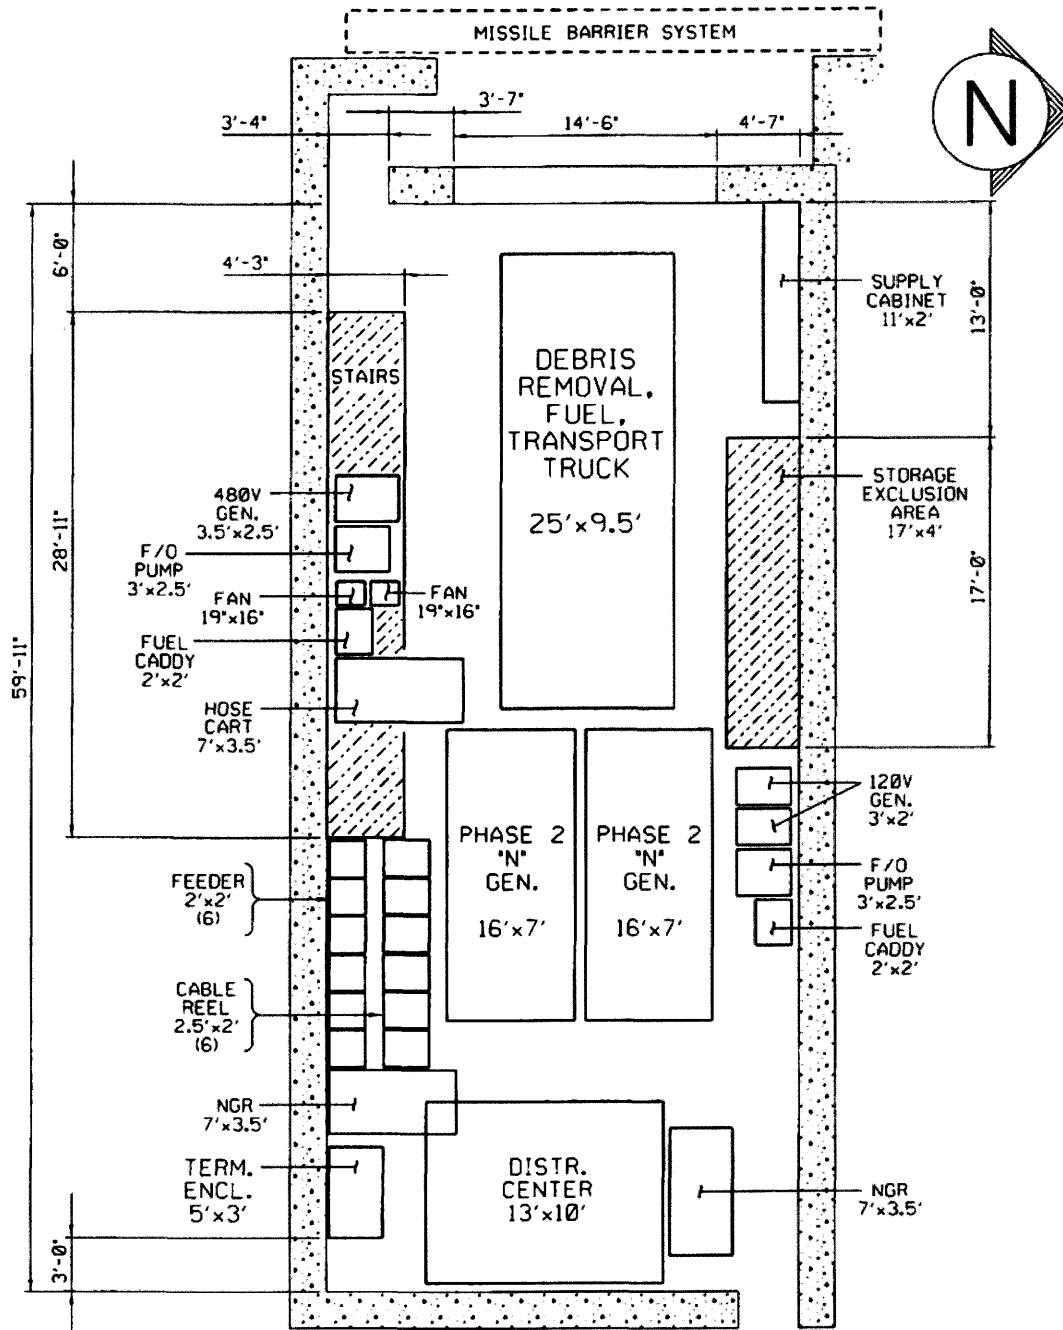 MISSILE BARRIER SYSTEM
N
3'-7"
3'-4"
14'-6"
4'-7"
6'-0"
4'-3"
SUPPLY
CABINET
11'x2'
13'-0"
STAIRS
DEBRIS
REMOVAL,
FUEL,
TRANSPORT
TRUCK
25'x9.5'
480V
GEN.
3.5'x2.5'
STORAGE
EXCLUSION
AREA
17'x4'
28'-11"
F/O
PUMP
3'x2.5'
17'-0"
FAN
19"x16"
FAN
19"x16"
FUEL
CADDY
2'x2'
59'-11"
HOSE
CART
7'x3.5'
120V
GEN.
3'x2'
PHASE 2
"N"
GEN.
16'x7'
PHASE 2
"N"
GEN.
16'x7'
F/O
PUMP
3'x2.5'
FEEDER
2'x2'
(6)
FUEL
CADDY
2'x2'
CABLE
REEL
2.5'x2'
(6)
NGR
7'x3.5'
TERM.
ENCL.
5'x3'
DISTR.
CENTER
13'x10'
NGR
7'x3.5'
3'-0"